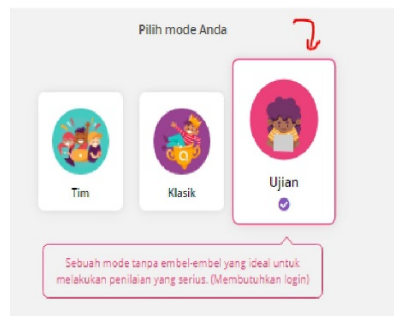 Pilih mode Anda
Tim
Klasik
Ujian
Sebuah mode tanpa embel-embel yang ideal untuk
melakukan penilaian yang serius. (Membutuhkan login)